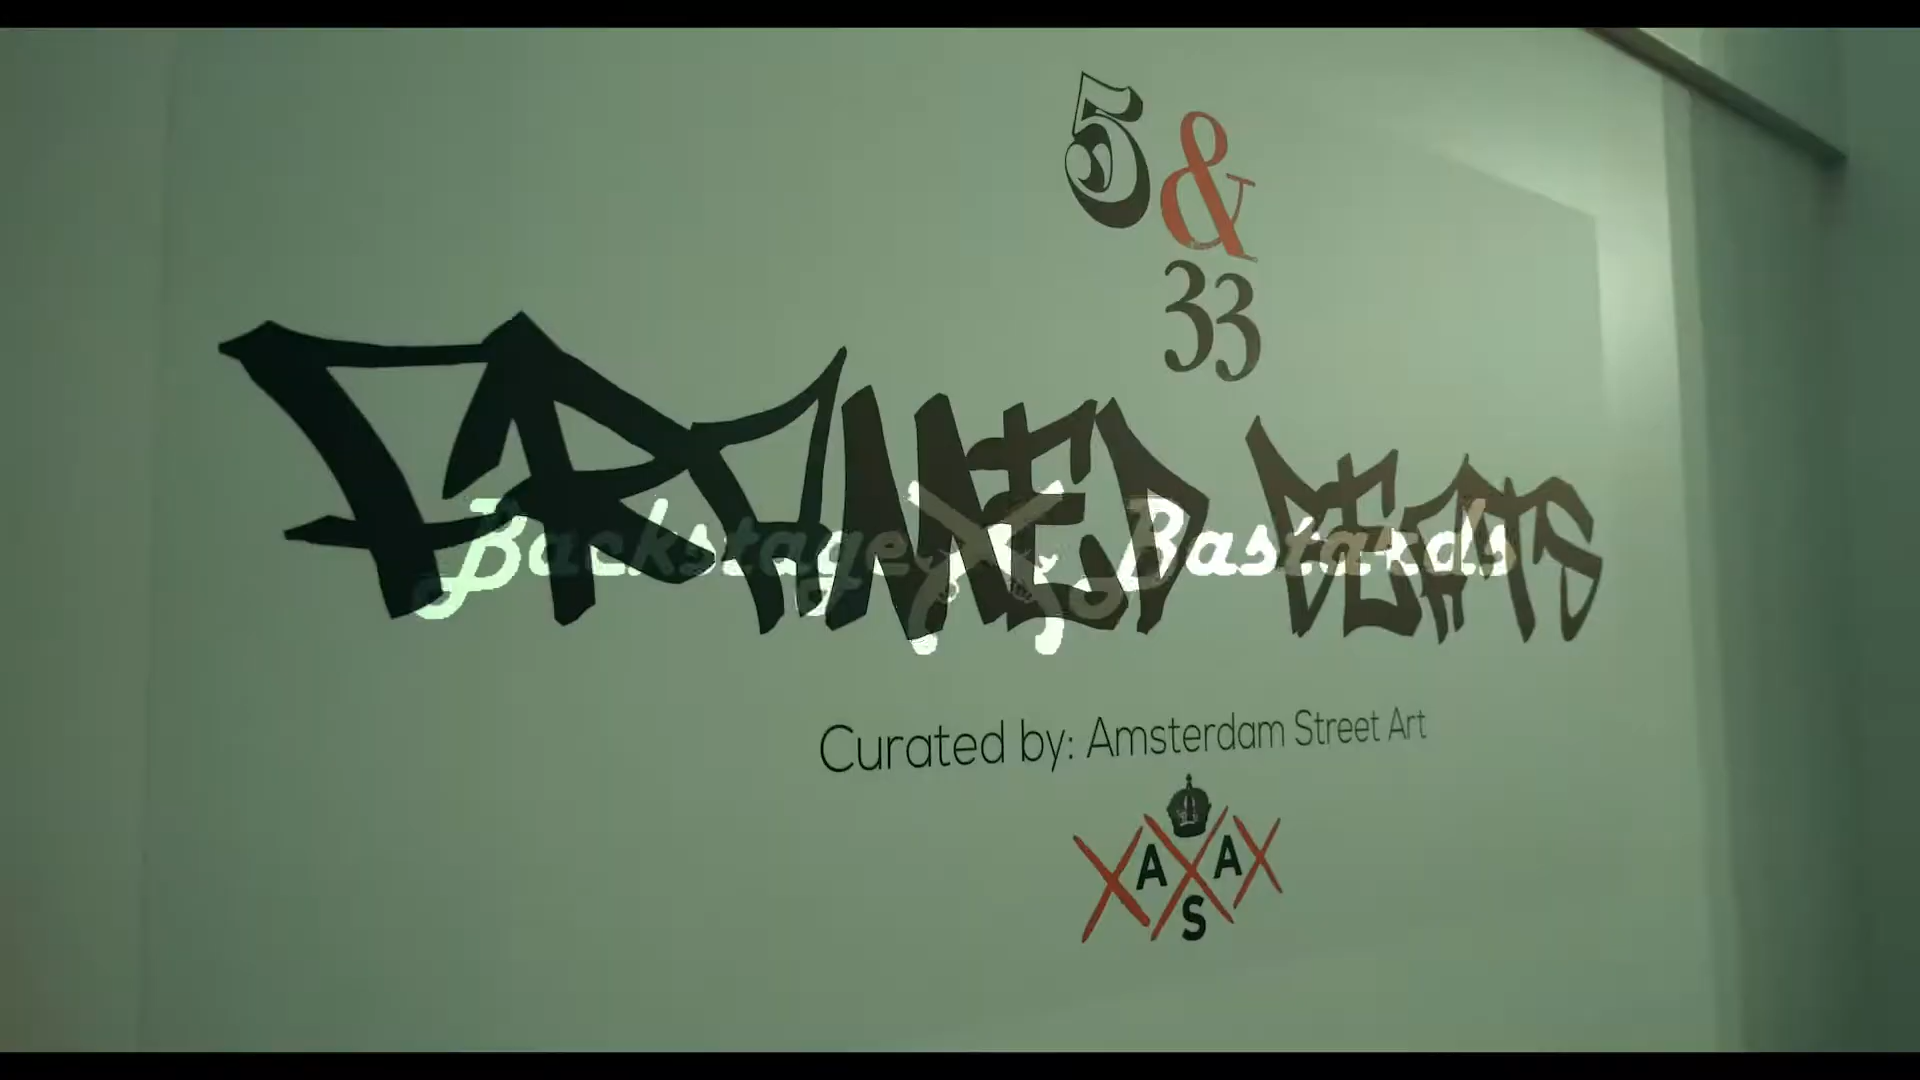 5 &
33
FRAMED BEATS
Backstage Bastards
Curated by: Amsterdam Street Art
A A
S